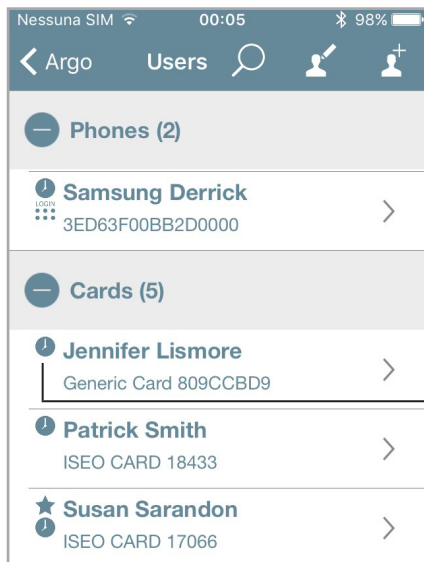 Nessuna SIM 00:05 98%
Argo Users
Phones (2)
Samsung Derrick
LOGIN
3ED63F00BB2D0000
Cards (5)
Jennifer Lismore
Generic Card 809CCBD9
Patrick Smith
ISEO CARD 18433
Susan Sarandon
ISEO CARD 17066